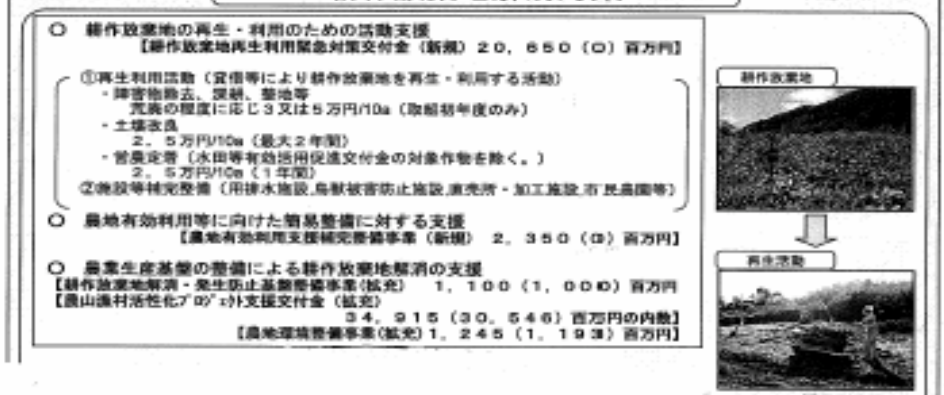 ○ 耕作放棄地の再生・利用のための活動支援
【耕作放棄地再生利用緊急対策交付金（新規）20，650（0）百万円】
①再生利用活動（貸借等により耕作放棄地を再生・利用する活動）
・障害物除去、深耕、整地等
荒廃の程度に応じ3又は5万円/10a（取組初年度のみ）
・土壌改良
2．5万円/10a（最大2年間）
・営農定着（水田等有効活用促進交付金の対象作物を除く。）
2．5万円/10a（1年間）
②施設等補完整備（用排水施設,鳥獣被害防止施設,直売所・加工施設,市民農園等）
○ 農地有効利用等に向けた簡易整備に対する支援
【農地有効利用支援補完整備事業（新規） 2，350（0）百万円】
○ 農業生産基盤の整備による耕作放棄地解消の支援
【耕作放棄地解消・発生防止基盤整備事業（拡充） 1，100（1，000）百万円
【農山漁村活性化プロジェクト支援交付金（拡充）
34，915（30，546）百万円の内数】
【農地環境整備事業（拡充）1，245（1，193）百万円】
耕作放棄地
再生活動